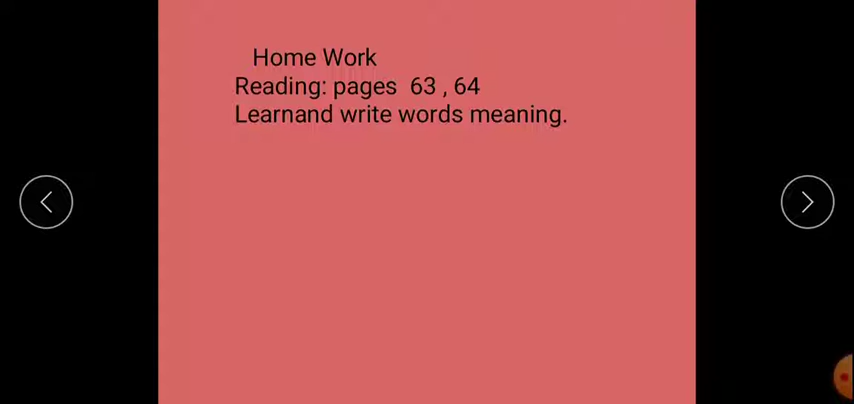 Home Work
Reading: pages 63 , 64
Learnand write words meaning.